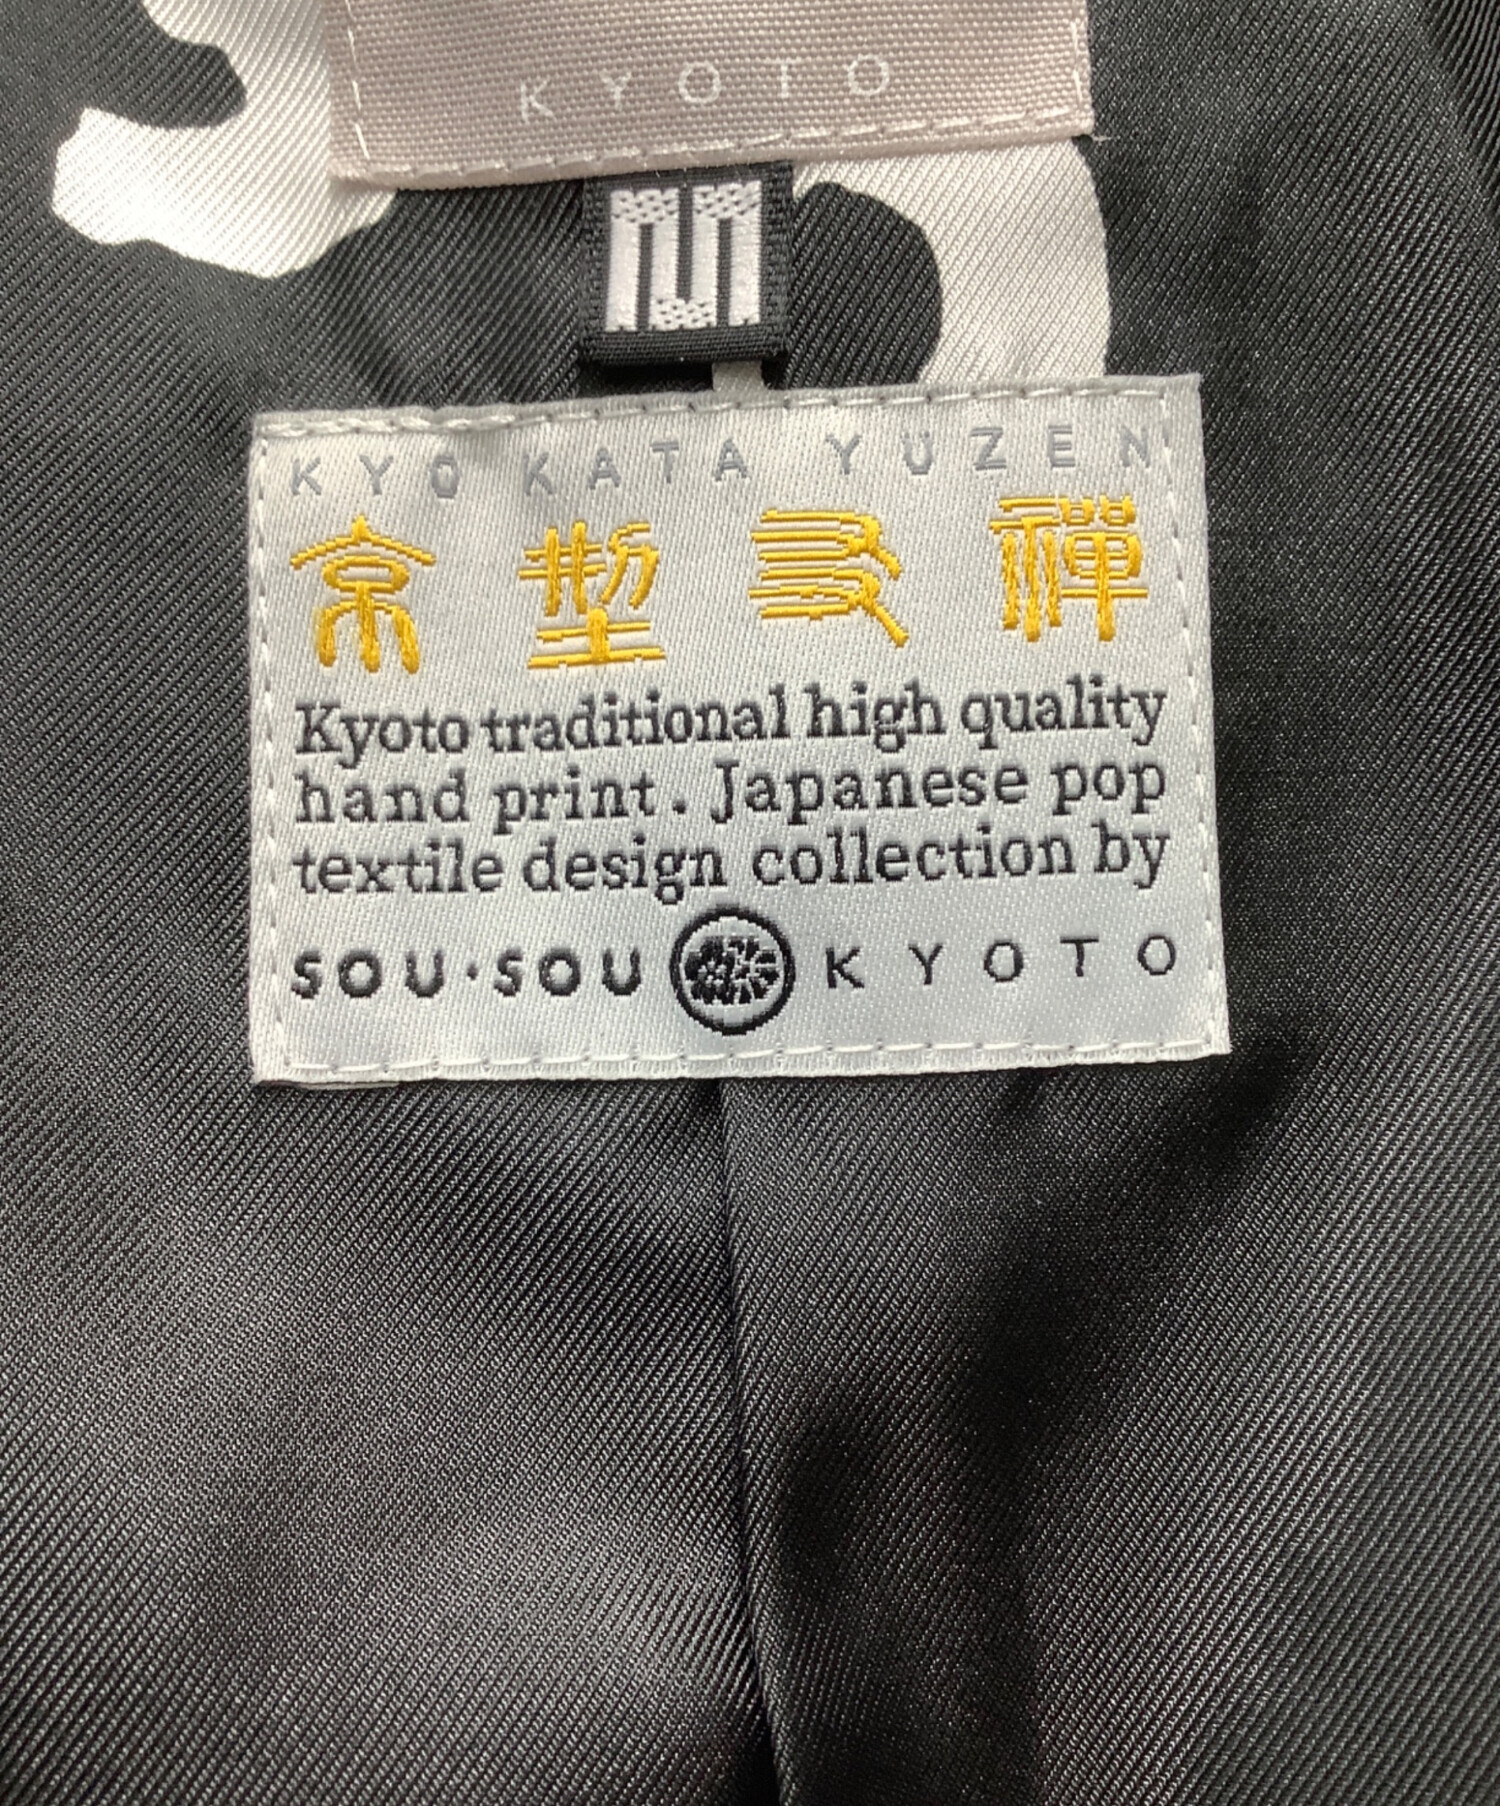 KYOTO
M
KYO KATA YUZEN
京型友禅
Kyoto traditional high quality
hand print. Japanese pop
textile design collection by
SOU・SOU KYOTO